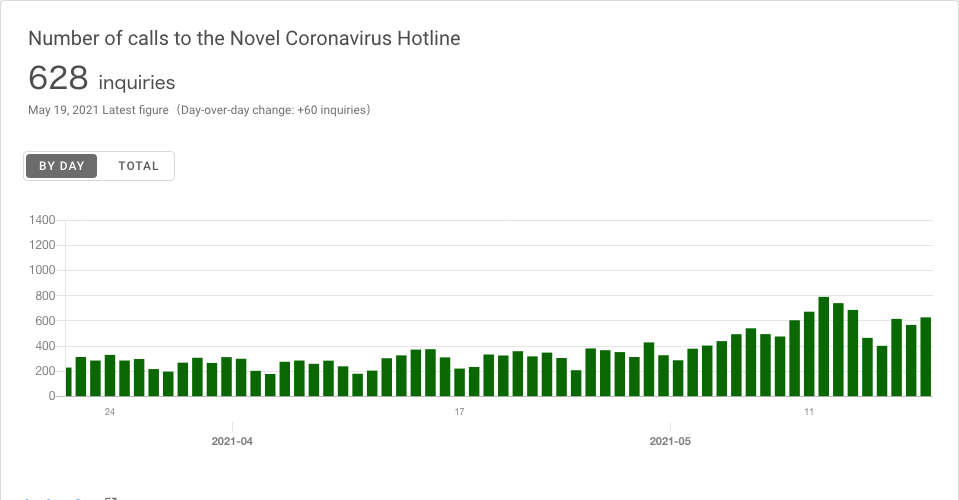 Number of calls to the Novel Coronavirus Hotline
628 inquiries
May 19, 2021 Latest figure（Day-over-day change: +60 inquiries）
BY DAY TOTAL
1400
1200
1000
800
600
400
200
0
24 17 11
2021-04 2021-05